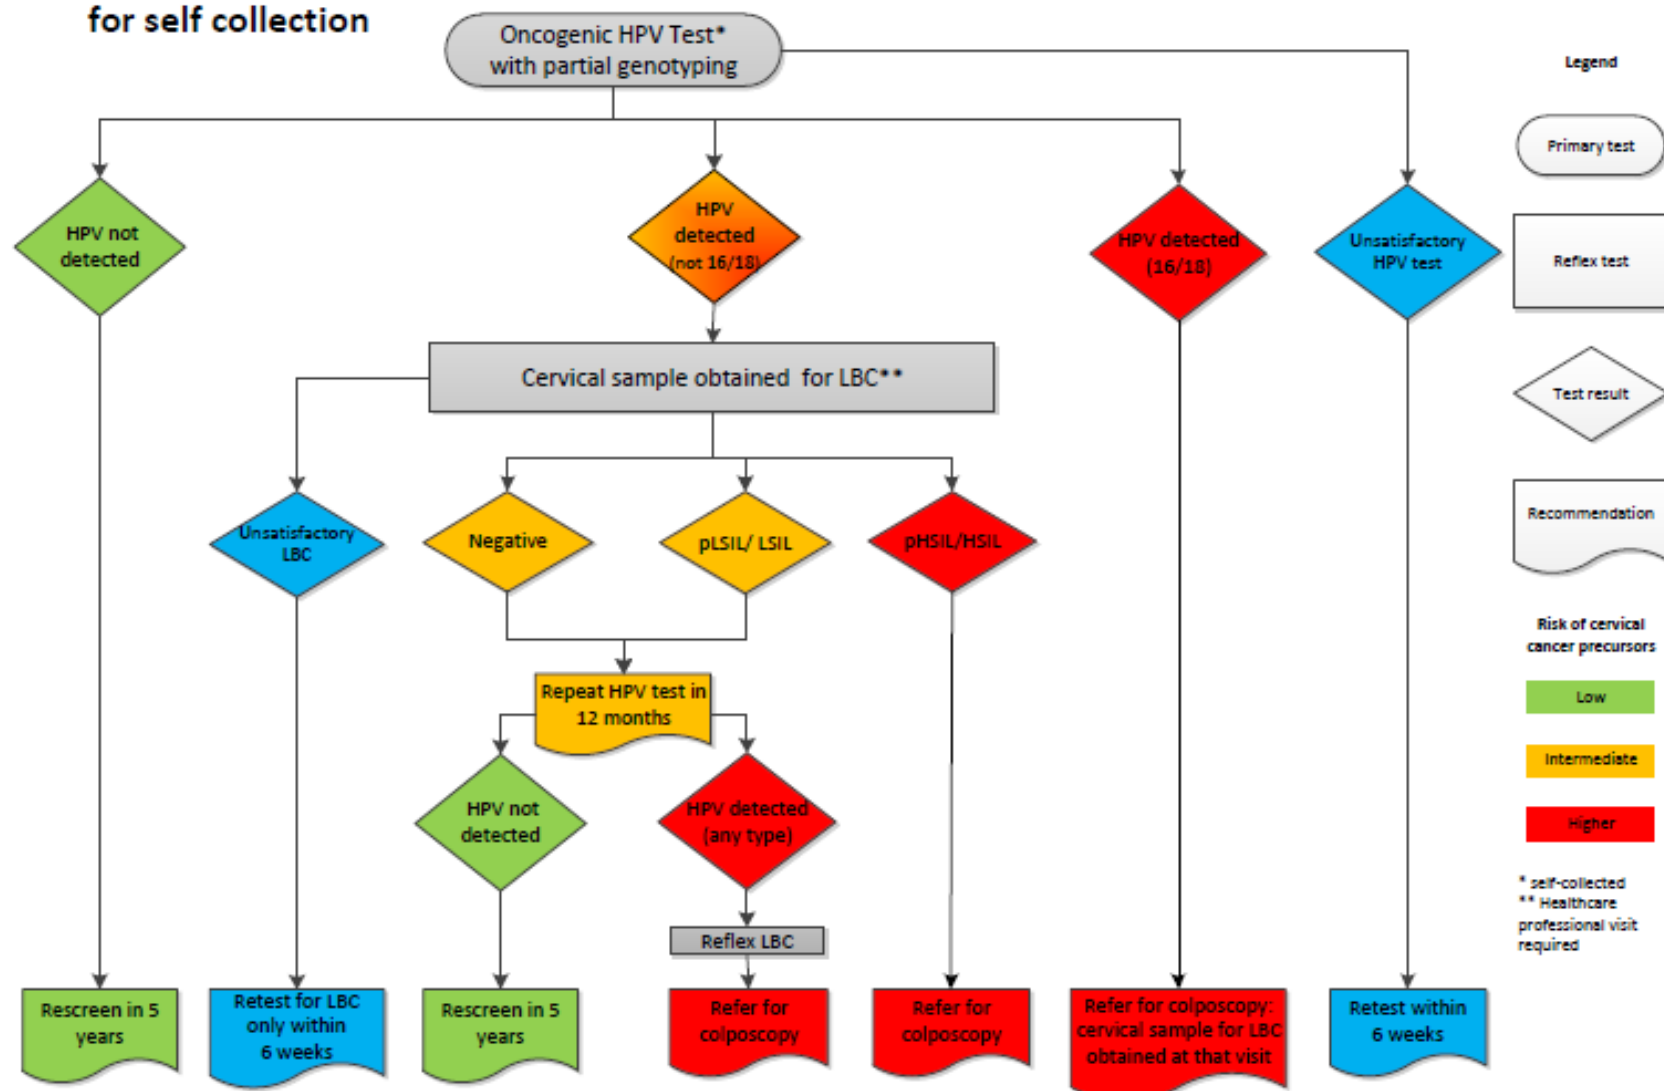 for self collection
Oncogenic HPV Test*
with partial genotyping
HPV not
detected
HPV
detected
(not 16/18)
HPV detected
(16/18)
Unsatisfactory
HPV test
Cervical sample obtained for LBC**
Unsatisfactory
LBC
Negative
pLSIL/ LSIL
pHSIL/HSIL
Repeat HPV test in
12 months
HPV not
detected
HPV detected
(any type)
Reflex LBC
Rescreen in 5
years
Retest for LBC
only within
6 weeks
Rescreen in 5
years
Refer for
colposcopy
Refer for
colposcopy
Refer for colposcopy:
cervical sample for LBC
obtained at that visit
Retest within
6 weeks
Legend
Primary test
Reflex test
Test result
Recommendation
Risk of cervical
cancer precursors
Low
Intermediate
Higher
* self-collected
** Healthcare
professional visit
required